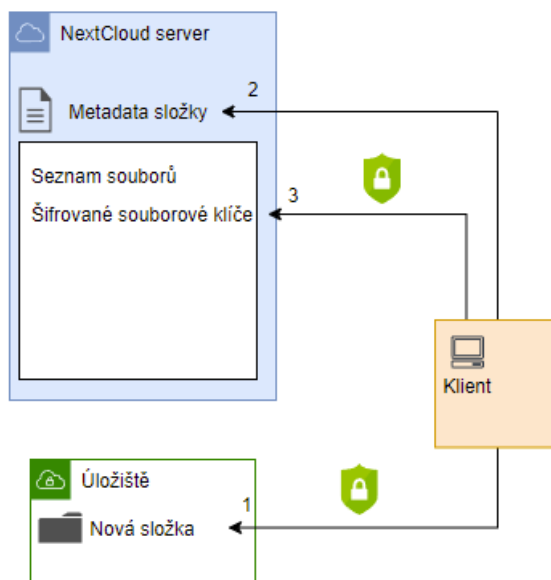 NextCloud server
2
Metadata složky
Seznam souborů
3
Šifrované souborové klíče
Klient
Úložiště
1
Nová složka